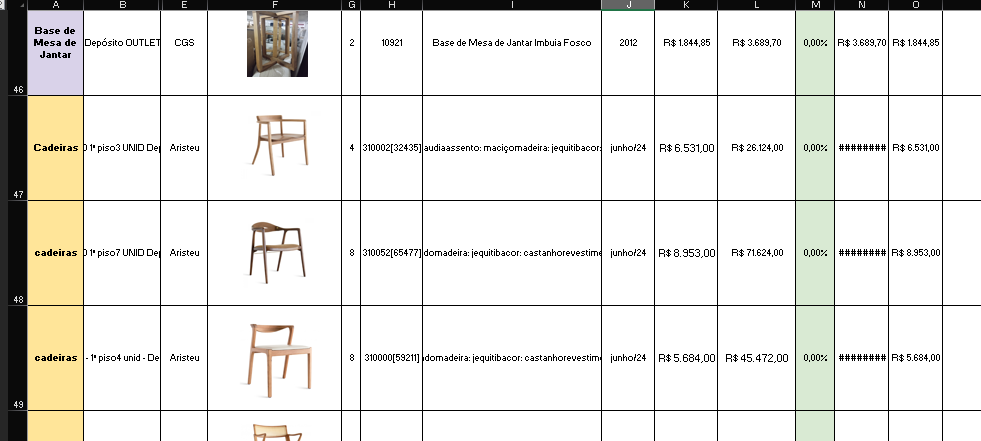 A B E F G H I J K L M N O
Base de
Mesa de
Jantar
Depósito OUTLET CGS 2 10921 Base de Mesa de Jantar Imbuia Fosco 2012 R$ 1.844,85 R$ 3.689,70 0,00% R$ 3.689,70 R$ 1.844,85
46
Cadeiras 1º piso3 UNID Dep Aristeu 4 310002[32435] audiaassento: maciçomadeira: jequitibacor: junho/24 R$ 6.531,00 R$ 26.124,00 0,00% ######## R$ 6.531,00
47
cadeiras 1º piso7 UNID Dep Aristeu 8 310052[65477] domadeira: jequitibacor: castanhorevestime junho/24 R$ 8.953,00 R$ 71.624,00 0,00% ######## R$ 8.953,00
48
cadeiras - 1º piso4 unid - De Aristeu 8 310000[59211] domadeira: jequitibacor: castanhorevestime junho/24 R$ 5.684,00 R$ 45.472,00 0,00% ######## R$ 5.684,00
49